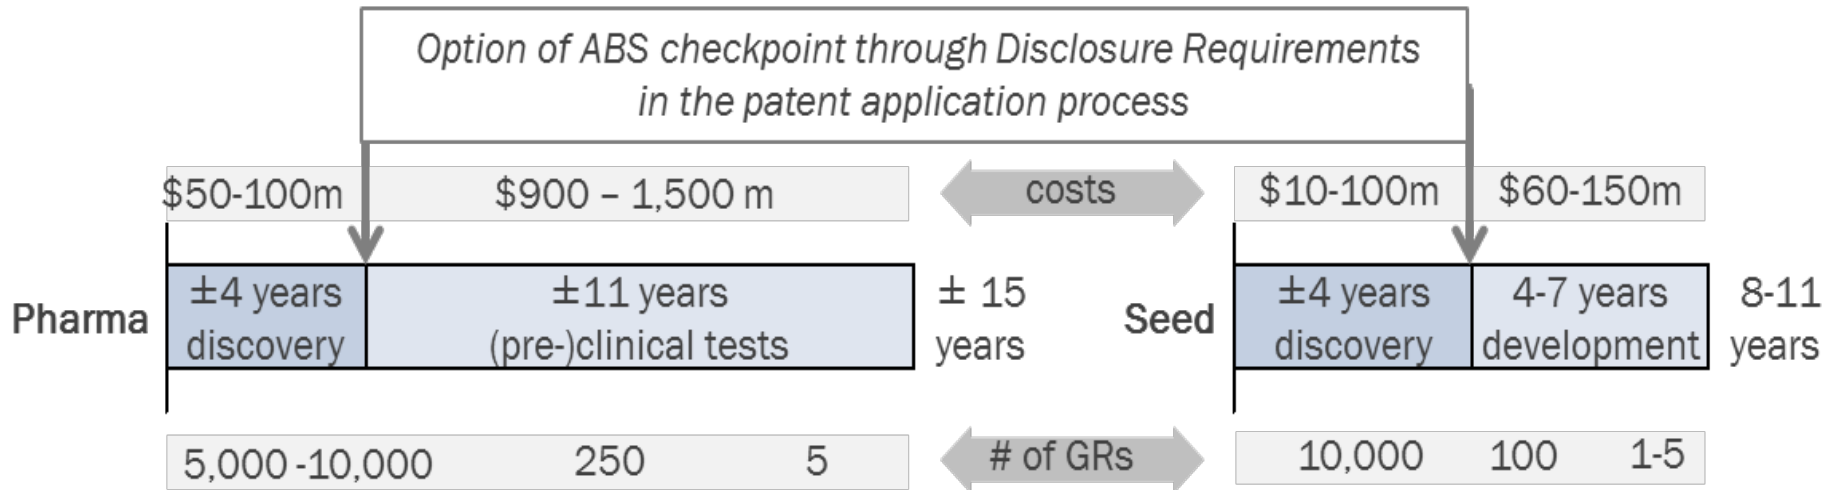 Option of ABS checkpoint through Disclosure Requirements
in the patent application process
$50-100m
$900 – 1,500 m
costs
$10-100m
$60-150m
Pharma
±4 years
discovery
±11 years
(pre-)clinical tests
± 15
years
Seed
±4 years
discovery
4-7 years
development
8-11
years
5,000 -10,000
250
5
# of GRs
10,000
100
1-5